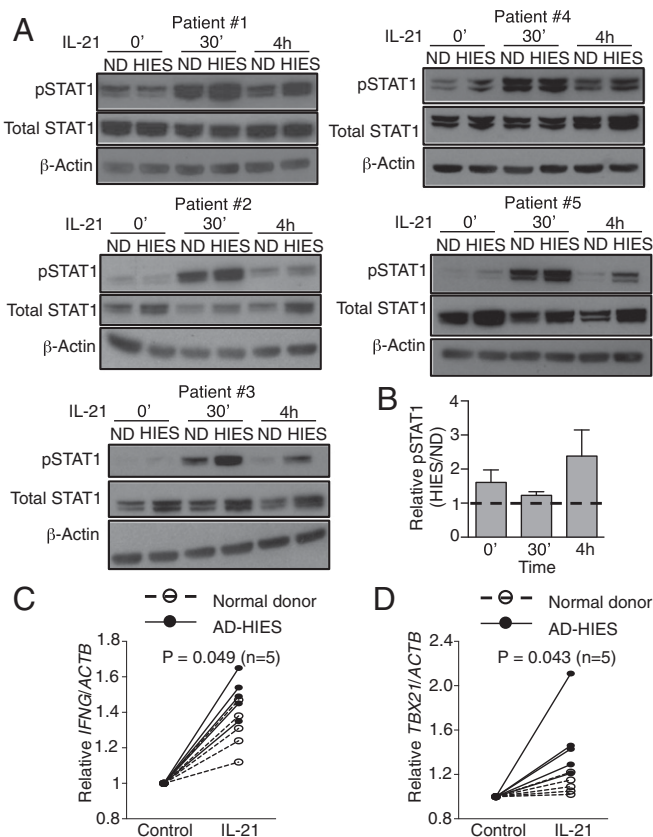 A
Patient #1
IL-21 0' 30' 4h
ND HIES ND HIES ND HIES
pSTAT1
Total STAT1
β-Actin
Patient #2
IL-21 0' 30' 4h
ND HIES ND HIES ND HIES
pSTAT1
Total STAT1
β-Actin
Patient #3
IL-21 0' 30' 4h
ND HIES ND HIES ND HIES
pSTAT1
Total STAT1
β-Actin
Patient #4
IL-21 0' 30' 4h
ND HIES ND HIES ND HIES
pSTAT1
Total STAT1
β-Actin
Patient #5
IL-21 0' 30' 4h
ND HIES ND HIES ND HIES
pSTAT1
Total STAT1
β-Actin
B
Relative pSTAT1
(HIES/ND)
4
3
2
1
0
0' 30' 4h
Time
C
Normal donor
AD-HIES
P = 0.049 (n=5)
Relative IFNG/ACTB
1.8
1.6
1.4
1.2
1
0.8
Control IL-21
D
Normal donor
AD-HIES
P = 0.043 (n=5)
Relative TBX21/ACTB
2.4
2.0
1.6
1.2
0.8
Control IL-21